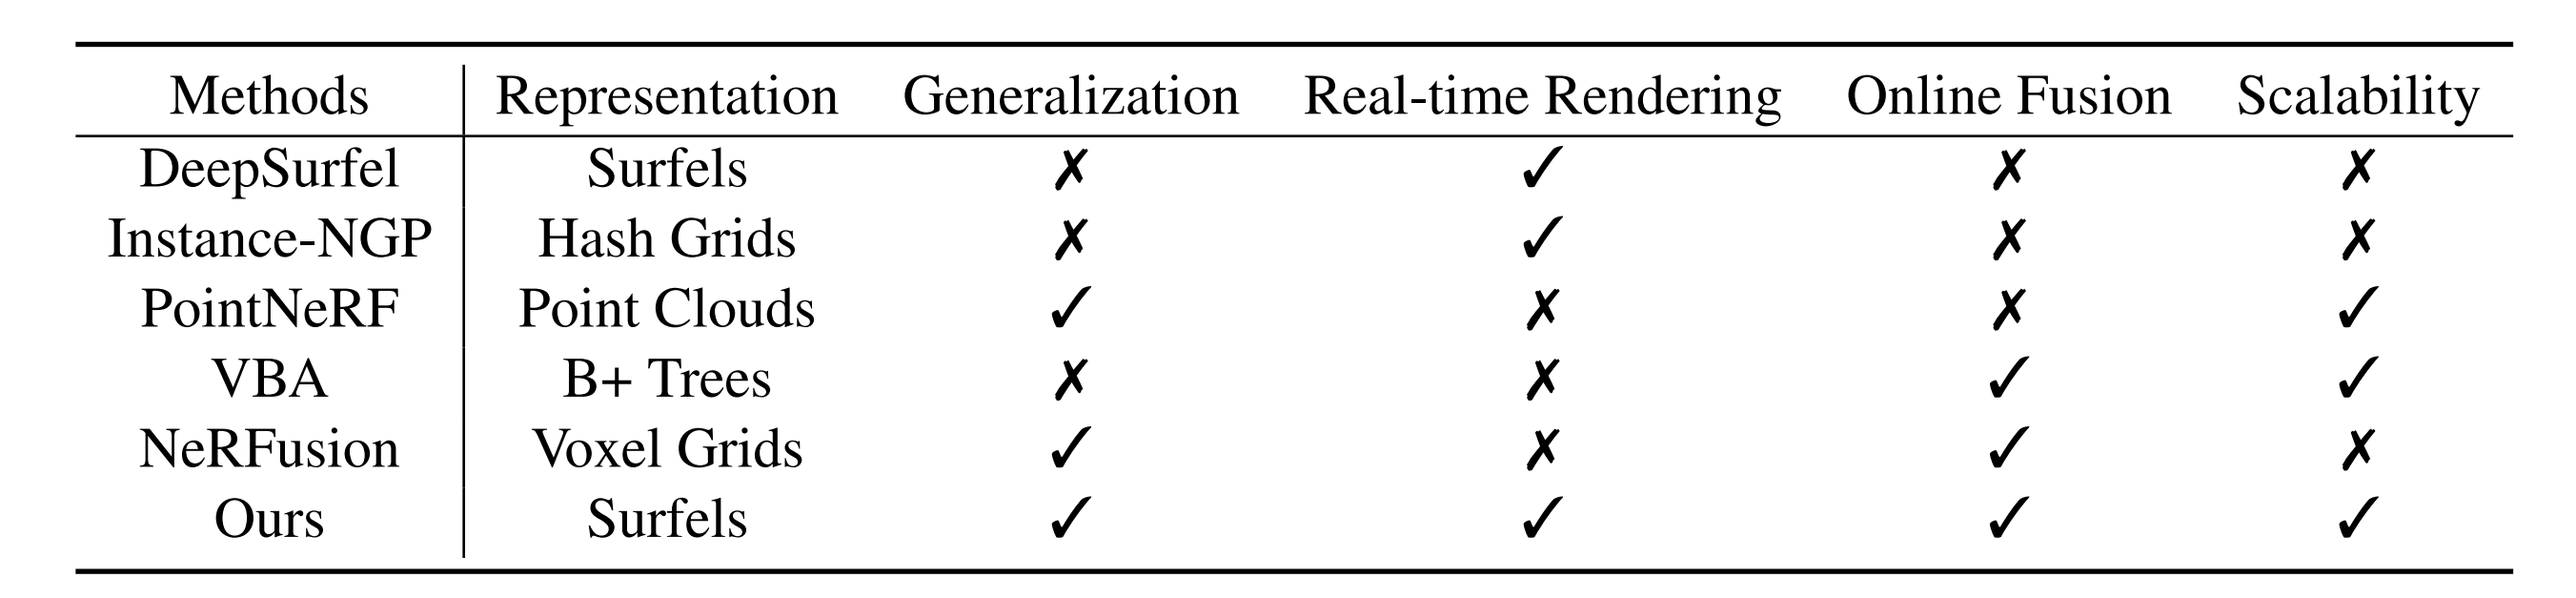 Methods Representation Generalization Real-time Rendering Online Fusion Scalability
DeepSurfel Surfels ✗ ✓ ✗ ✗
Instance-NGP Hash Grids ✗ ✓ ✗ ✗
PointNeRF Point Clouds ✓ ✗ ✗ ✓
VBA B+ Trees ✗ ✗ ✓ ✓
NeRFusion Voxel Grids ✓ ✗ ✓ ✗
Ours Surfels ✓ ✓ ✓ ✓